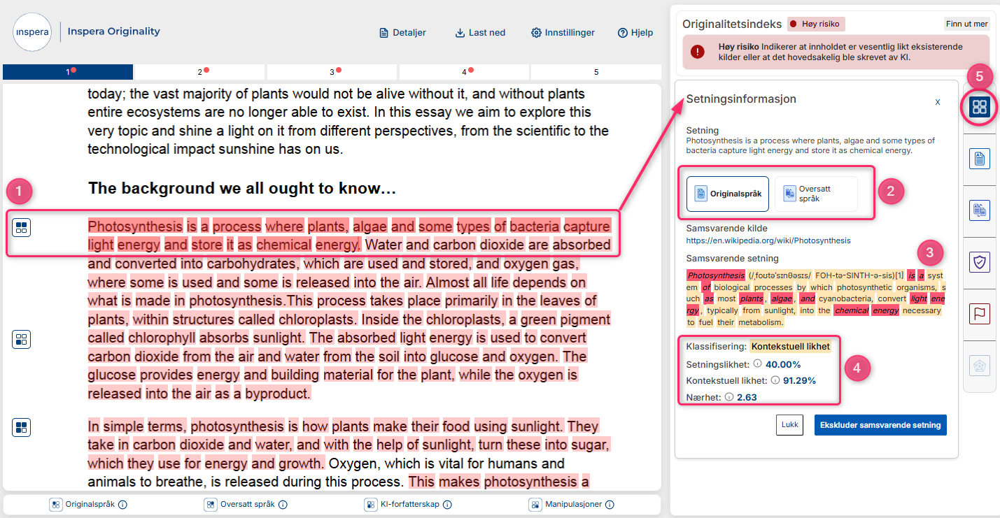 inspera
Inspera Originality
Detaljer
Last ned
Innstillinger
Hjelp
1
2
3
4
5
today; the vast majority of plants would not be alive without it, and without plants
entire ecosystems are no longer able to exist. In this essay we aim to explore this
very topic and shine a light on it from different perspectives, from the scientific to the
technological impact sunshine has on us.
The background we all ought to know…
1
Photosynthesis is a process where plants, algae and some types of bacteria capture
light energy and store it as chemical energy. Water and carbon dioxide are absorbed
and converted into carbohydrates, which are used and stored, and oxygen gas,
where some is used and some is released into the air. Almost all life depends on
what is made in photosynthesis.This process takes place primarily in the leaves of
plants, within structures called chloroplasts. Inside the chloroplasts, a green pigment
called chlorophyll absorbs sunlight. The absorbed light energy is used to convert
carbon dioxide from the air and water from the soil into glucose and oxygen. The
glucose provides energy and building material for the plant, while the oxygen is
released into the air as a byproduct.
In simple terms, photosynthesis is how plants make their food using sunlight. They
take in carbon dioxide and water, and with the help of sunlight, turn these into sugar,
which they use for energy and growth. Oxygen, which is vital for humans and
animals to breathe, is released during this process. This makes photosynthesis a
Originalspråk
Oversatt språk
KI-forfatterskap
Manipulasjoner
Originalitetsindeks
Høy risiko
Finn ut mer
Høy risiko Indikerer at innholdet er vesentlig likt eksisterende
kilder eller at det hovedsakelig ble skrevet av KI.
5
Setningsinformasjon
X
Setning
Photosynthesis is a process where plants, algae and some types of
bacteria capture light energy and store it as chemical energy.
Originalspråk
Oversatt
språk
2
Samsvarende kilde
https://en.wikipedia.org/wiki/Photosynthesis
Samsvarende setning
3
Photosynthesis (/ˌfoʊtəˈsɪnθəsɪs/ FOH-tə-SINTH-ə-sis)[1] is a syst
em of biological processes by which photosynthetic organisms, s
uch as most plants, algae, and cyanobacteria, convert light ene
rgy, typically from sunlight, into the chemical energy necessary
to fuel their metabolism.
Klassifisering: Kontekstuell likhet
Setningslikhet: 40.00%
Kontekstuell likhet: 91.29%
Nærhet: 2.63
4
Lukk
Ekskluder samsvarende setning